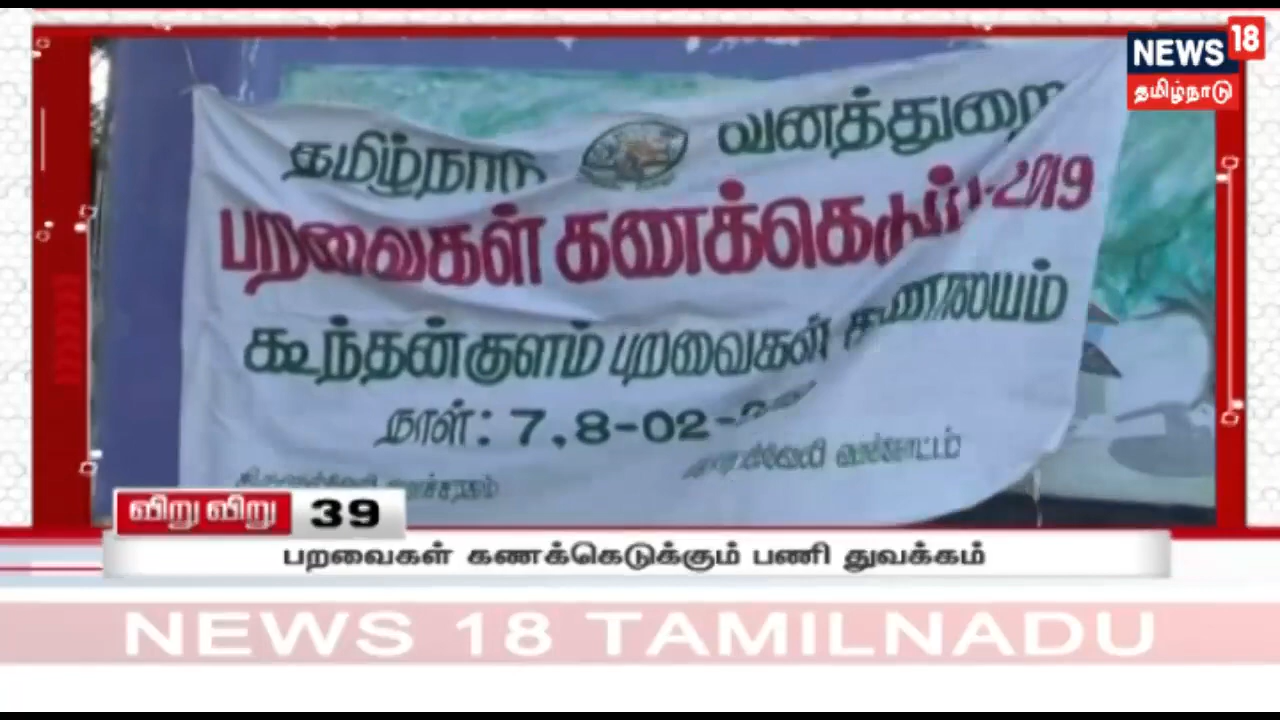 NEWS 18
தமிழ்நாடு
தமிழ்நாடு வனத்துறை
பறவைகள் கணக்கெடுப்பு-2019
கூந்தன்குளம் பறவைகள் சரணாலயம்
நாள்: 7,8-02-
விறு விறு 39
பறவைகள் கணக்கெடுக்கும் பணி துவக்கம்
NEWS 18 TAMILNADU